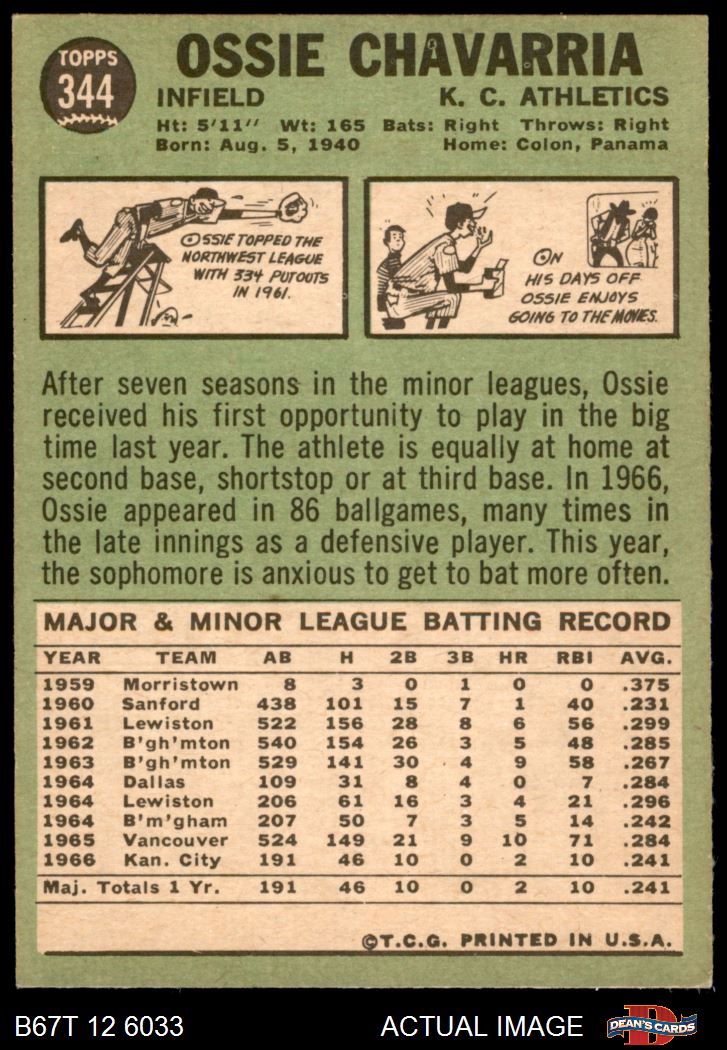 TOPPS
344
OSSIE CHAVARRIA
INFIELD K. C. ATHLETICS
Ht: 5'11" Wt: 165 Bats: Right Throws: Right
Born: Aug. 5, 1940 Home: Colon, Panama
OSSIE TOPPED THE
NORTHWEST LEAGUE
WITH 334 PUTOUTS
IN 1961.
ON
HIS DAYS OFF
OSSIE ENJOYS
GOING TO THE MOVIES.
After seven seasons in the minor leagues, Ossie
received his first opportunity to play in the big
time last year. The athlete is equally at home at
second base, shortstop or at third base. In 1966,
Ossie appeared in 86 ballgames, many times in
the late innings as a defensive player. This year,
the sophomore is anxious to get to bat more often.
MAJOR & MINOR LEAGUE BATTING RECORD
YEAR TEAM AB H 2B 3B HR RBI AVG.
1959 Morristown 8 3 0 1 0 0 .375
1960 Sanford 438 101 15 7 1 40 .231
1961 Lewiston 522 156 28 8 6 56 .299
1962 B'gh'mton 540 154 26 3 5 48 .285
1963 B'gh'mton 529 141 30 4 9 58 .267
1964 Dallas 109 31 8 4 0 7 .284
1964 Lewiston 206 61 16 3 4 21 .296
1964 B'm'gham 207 50 7 3 5 14 .242
1965 Vancouver 524 149 21 9 10 71 .284
1966 Kan. City 191 46 10 0 2 10 .241
Maj. Totals 1 Yr. 191 46 10 0 2 10 .241
©T.C.G. PRINTED IN U.S.A.
B67T 12 6033 ACTUAL IMAGE DEAN'S CARDS